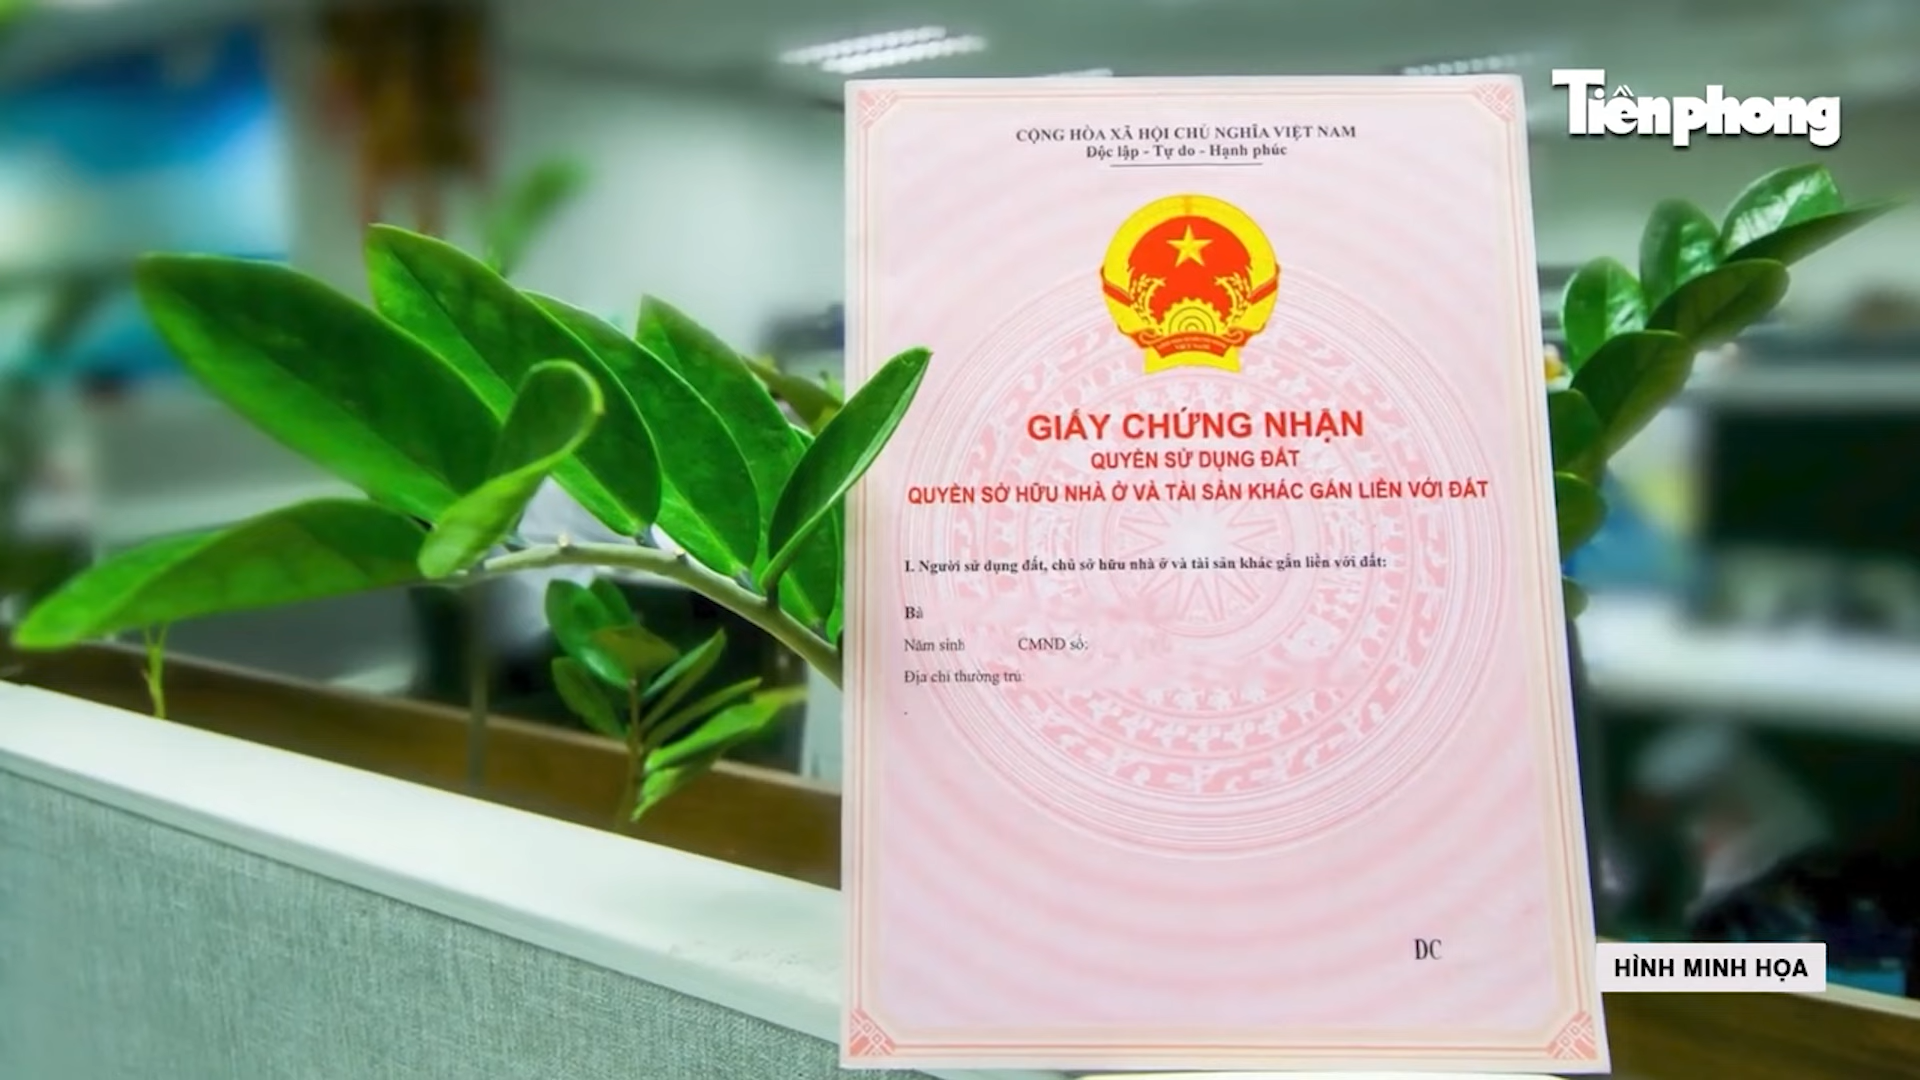 Tiềnphong
CỘNG HÒA XÃ HỘI CHỦ NGHĨA VIỆT NAM
Độc lập - Tự do - Hạnh phúc
GIẤY CHỨNG NHẬN
QUYỀN SỬ DỤNG ĐẤT
QUYỀN SỞ HỮU NHÀ Ở VÀ TÀI SẢN KHÁC GẮN LIỀN VỚI ĐẤT
I. Người sử dụng đất, chủ sở hữu nhà ở và tài sản khác gắn liền với đất:
Bà
Năm sinh CMND số:
Địa chỉ thường trú:
DC
HÌNH MINH HỌA